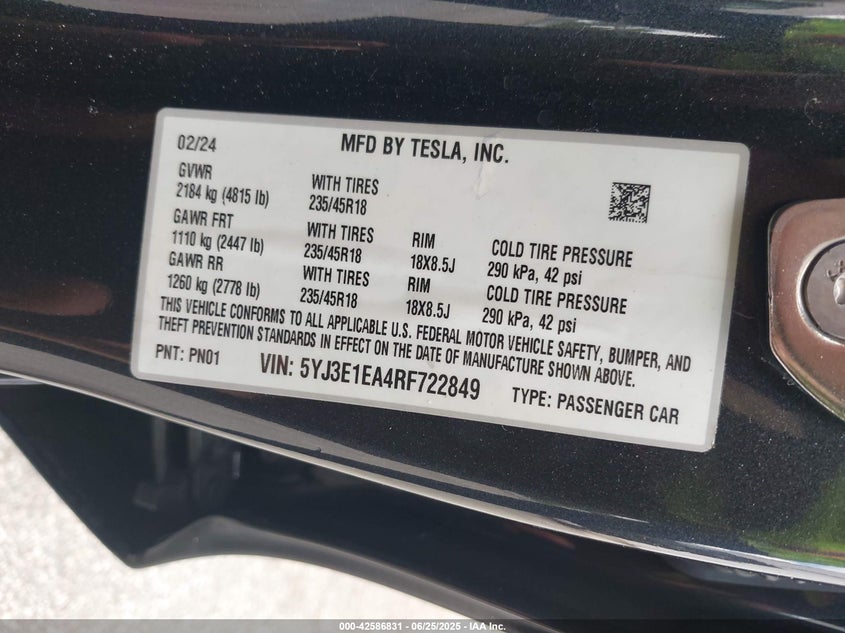 02/24 MFD BY TESLA, INC.
GVWR
2184 kg (4815 lb) WITH TIRES 235/45R18
GAWR FRT
1110 kg (2447 lb) WITH TIRES 235/45R18 RIM 18X8.5J COLD TIRE PRESSURE 290 kPa, 42 psi
GAWR RR
1260 kg (2778 lb) WITH TIRES 235/45R18 RIM 18X8.5J COLD TIRE PRESSURE 290 kPa, 42 psi
THIS VEHICLE CONFORMS TO ALL APPLICABLE U.S. FEDERAL MOTOR VEHICLE SAFETY, BUMPER, AND
THEFT PREVENTION STANDARDS IN EFFECT ON THE DATE OF MANUFACTURE SHOWN ABOVE.
PNT: PN01 VIN: 5YJ3E1EA4RF722849 TYPE: PASSENGER CAR
000-42586831 - 06/25/2025 - IAA, Inc.